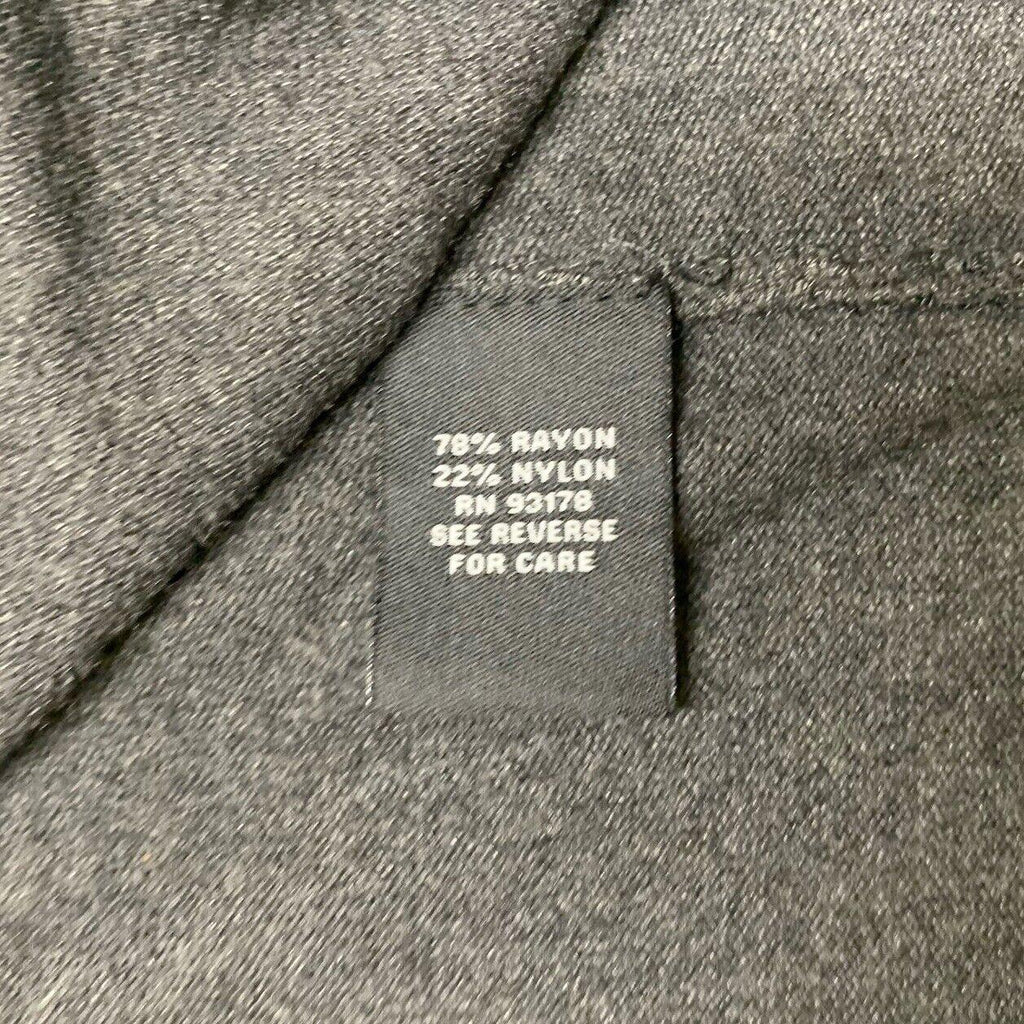 78% RAYON
22% NYLON
RN 93178
SEE REVERSE
FOR CARE